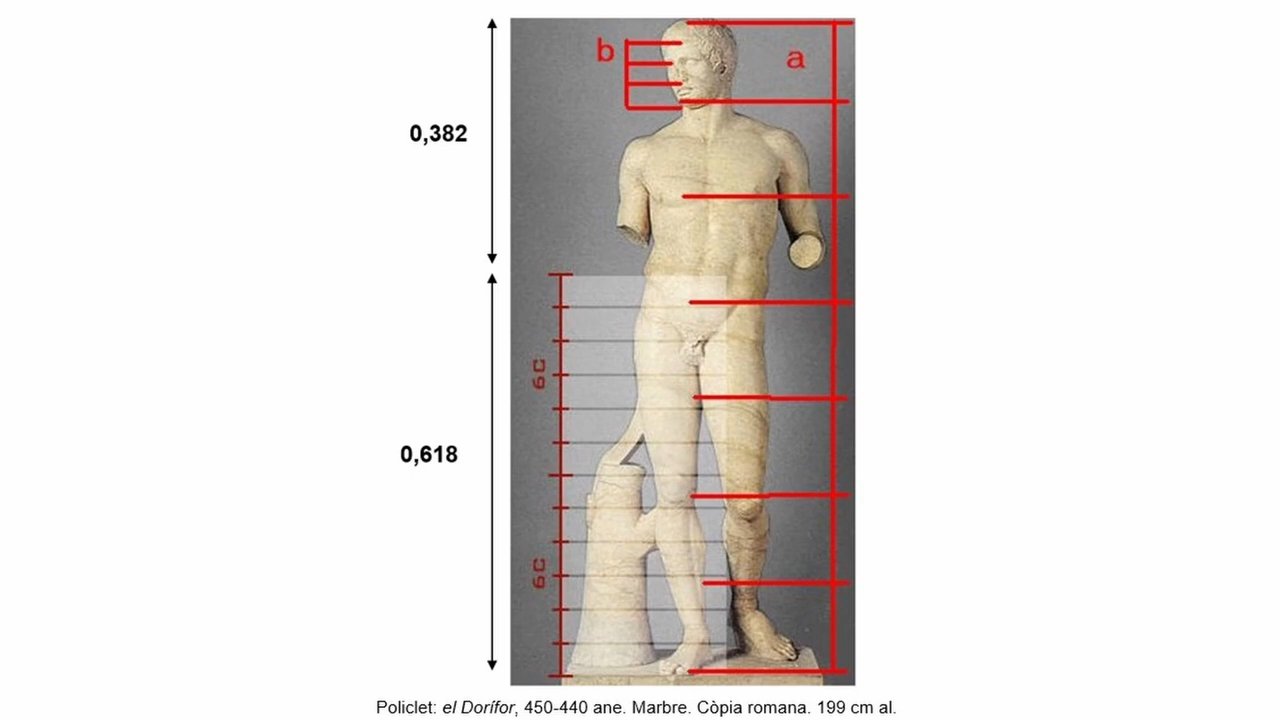 b
a
0,382
6C
0,618
6C
Policlet: el Dorífor, 450-440 ane. Marbre. Còpia romana. 199 cm al.